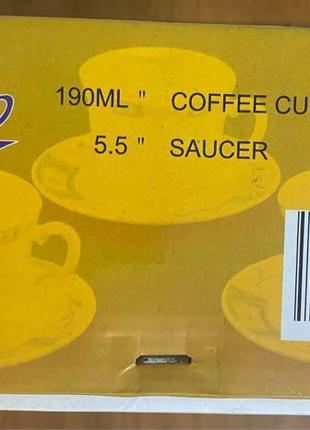 190ML " COFFEE CU
5.5 " SAUCER